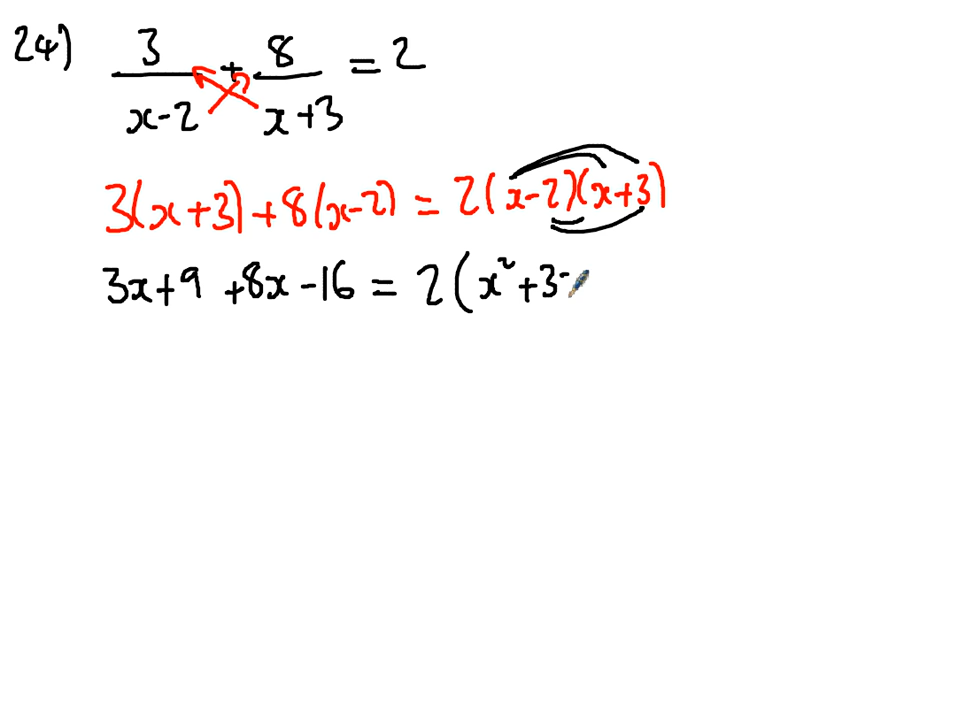 24) 3/(x-2) + 8/(x+3) = 2
3(x+3)+8(x-2) = 2(x-2)(x+3)
3x+9 +8x-16 = 2(x²+3